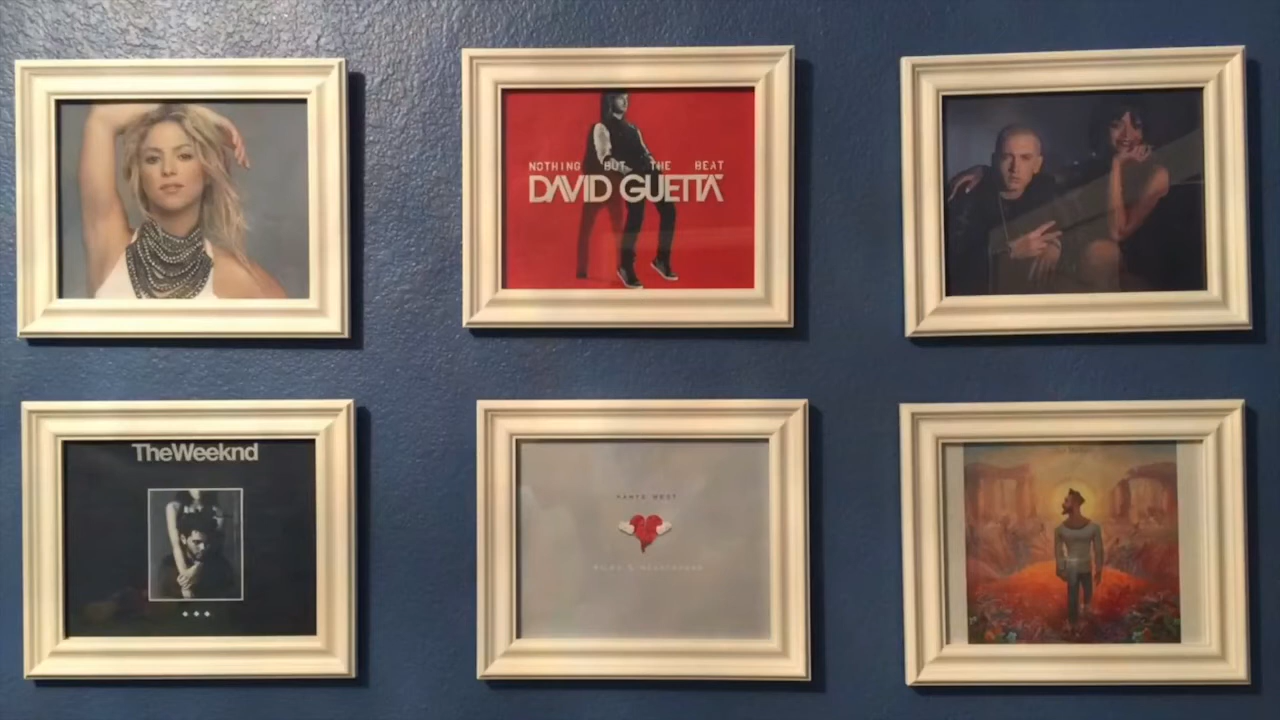 NOTHING BUT THE BEAT
DAVID GUETTA
TheWeeknd
KANYE WEST